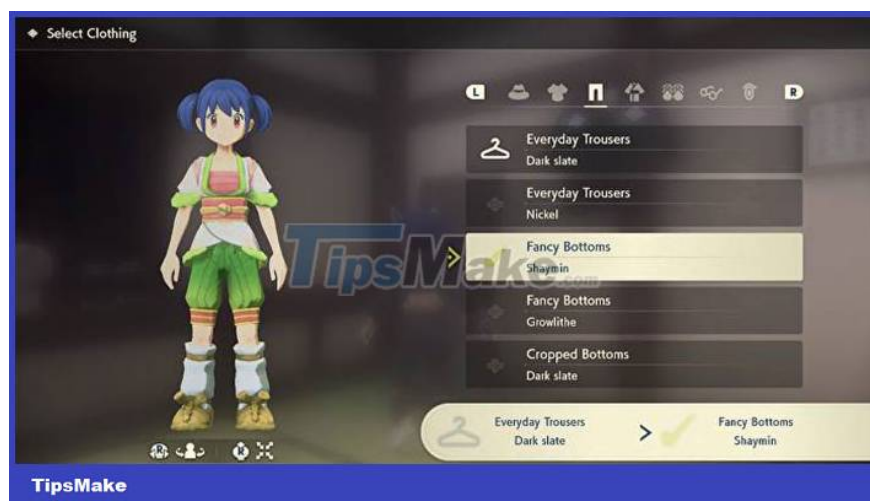 Select Clothing
L
R
Everyday Trousers
Dark slate
Everyday Trousers
Nickel
Fancy Bottoms
Shaymin
Fancy Bottoms
Growlithe
Cropped Bottoms
Dark slate
Everyday Trousers
Dark slate
Fancy Bottoms
Shaymin
R
R
TipsMake.com
TipsMake